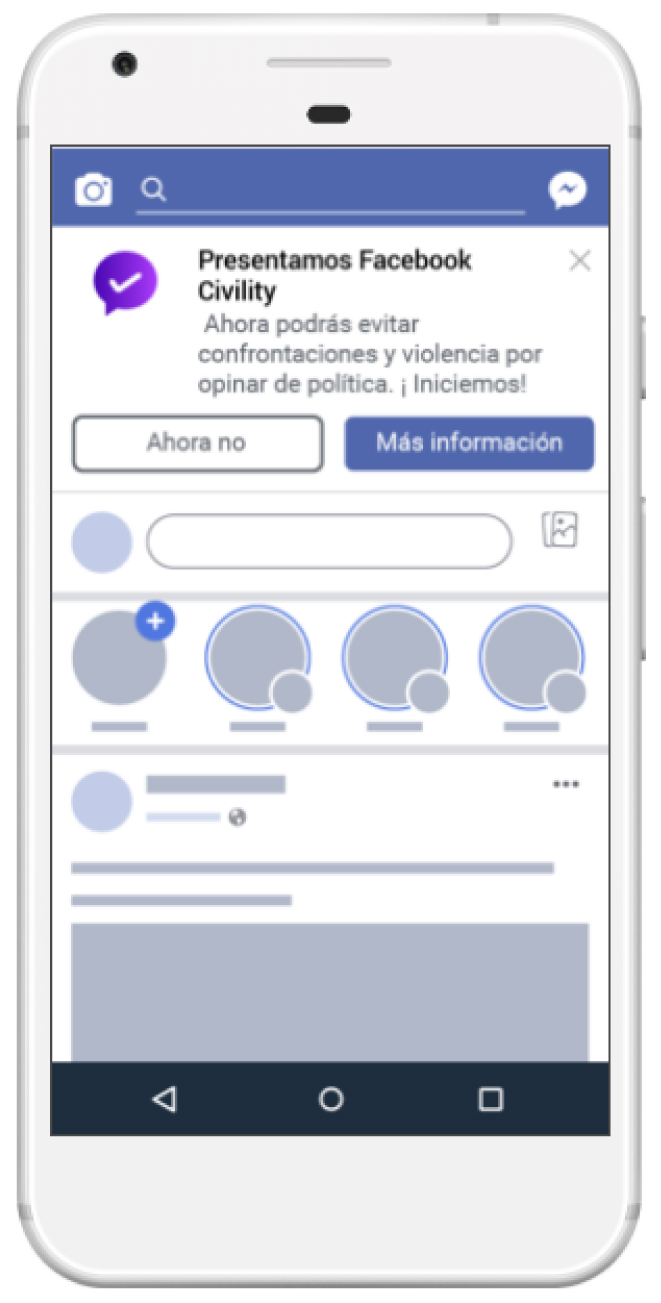 Presentamos Facebook
Civility
Ahora podrás evitar
confrontaciones y violencia por
opinar de política. ¡ Iniciemos!
Ahora no
Más información